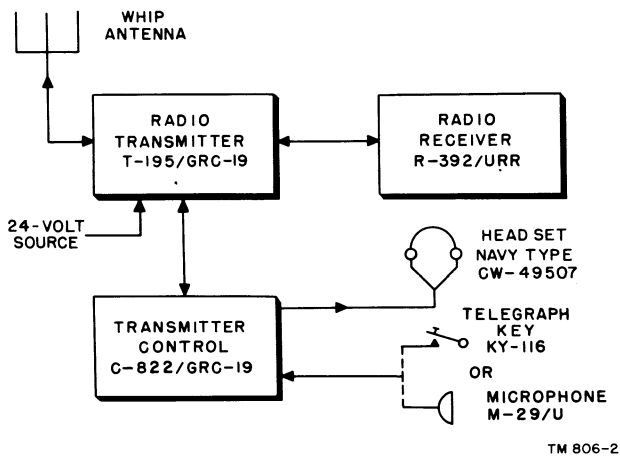 WHIP
ANTENNA
RADIO
TRANSMITTER
T-195/GRC-19
RADIO
RECEIVER
R-392/URR
24-VOLT
SOURCE
HEAD SET
NAVY TYPE
CW-49507
TRANSMITTER
CONTROL
C-822/GRC-19
TELEGRAPH
KEY
KY-116
OR
MICROPHONE
M-29/U
TM 806-2